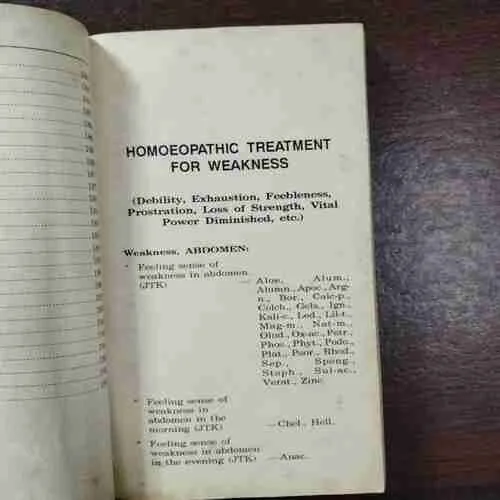 HOMOEOPATHIC TREATMENT
FOR WEAKNESS
(Debility, Exhaustion, Feebleness,
Prostration, Loss of Strength, Vital
Power Diminished, etc.)
Weakness, ABDOMEN:
* Feeling sense of
weakness in abdomen
(JTK) — Aloe, Alum.,
Alumn., Apoc., Arg-
n., Bor., Calc-p.,
Colch., Gels., Ign.,
Kali-c., Led., Lil-t.,
Mag-m., Nat-m.,
Olnd., Ox-ac., Petr.,
Phos., Phyt., Podo.,
Plat., Psor., Rhod.,
Sep., Spong.,
Staph., Sul-ac.,
Verat., Zinc.
* Feeling sense of
weakness in
abdomen in the
morning (JTK) —Chel., Hell.
* Feeling sense of
weakness in abdomen
in the evening (JTK) —Anac.